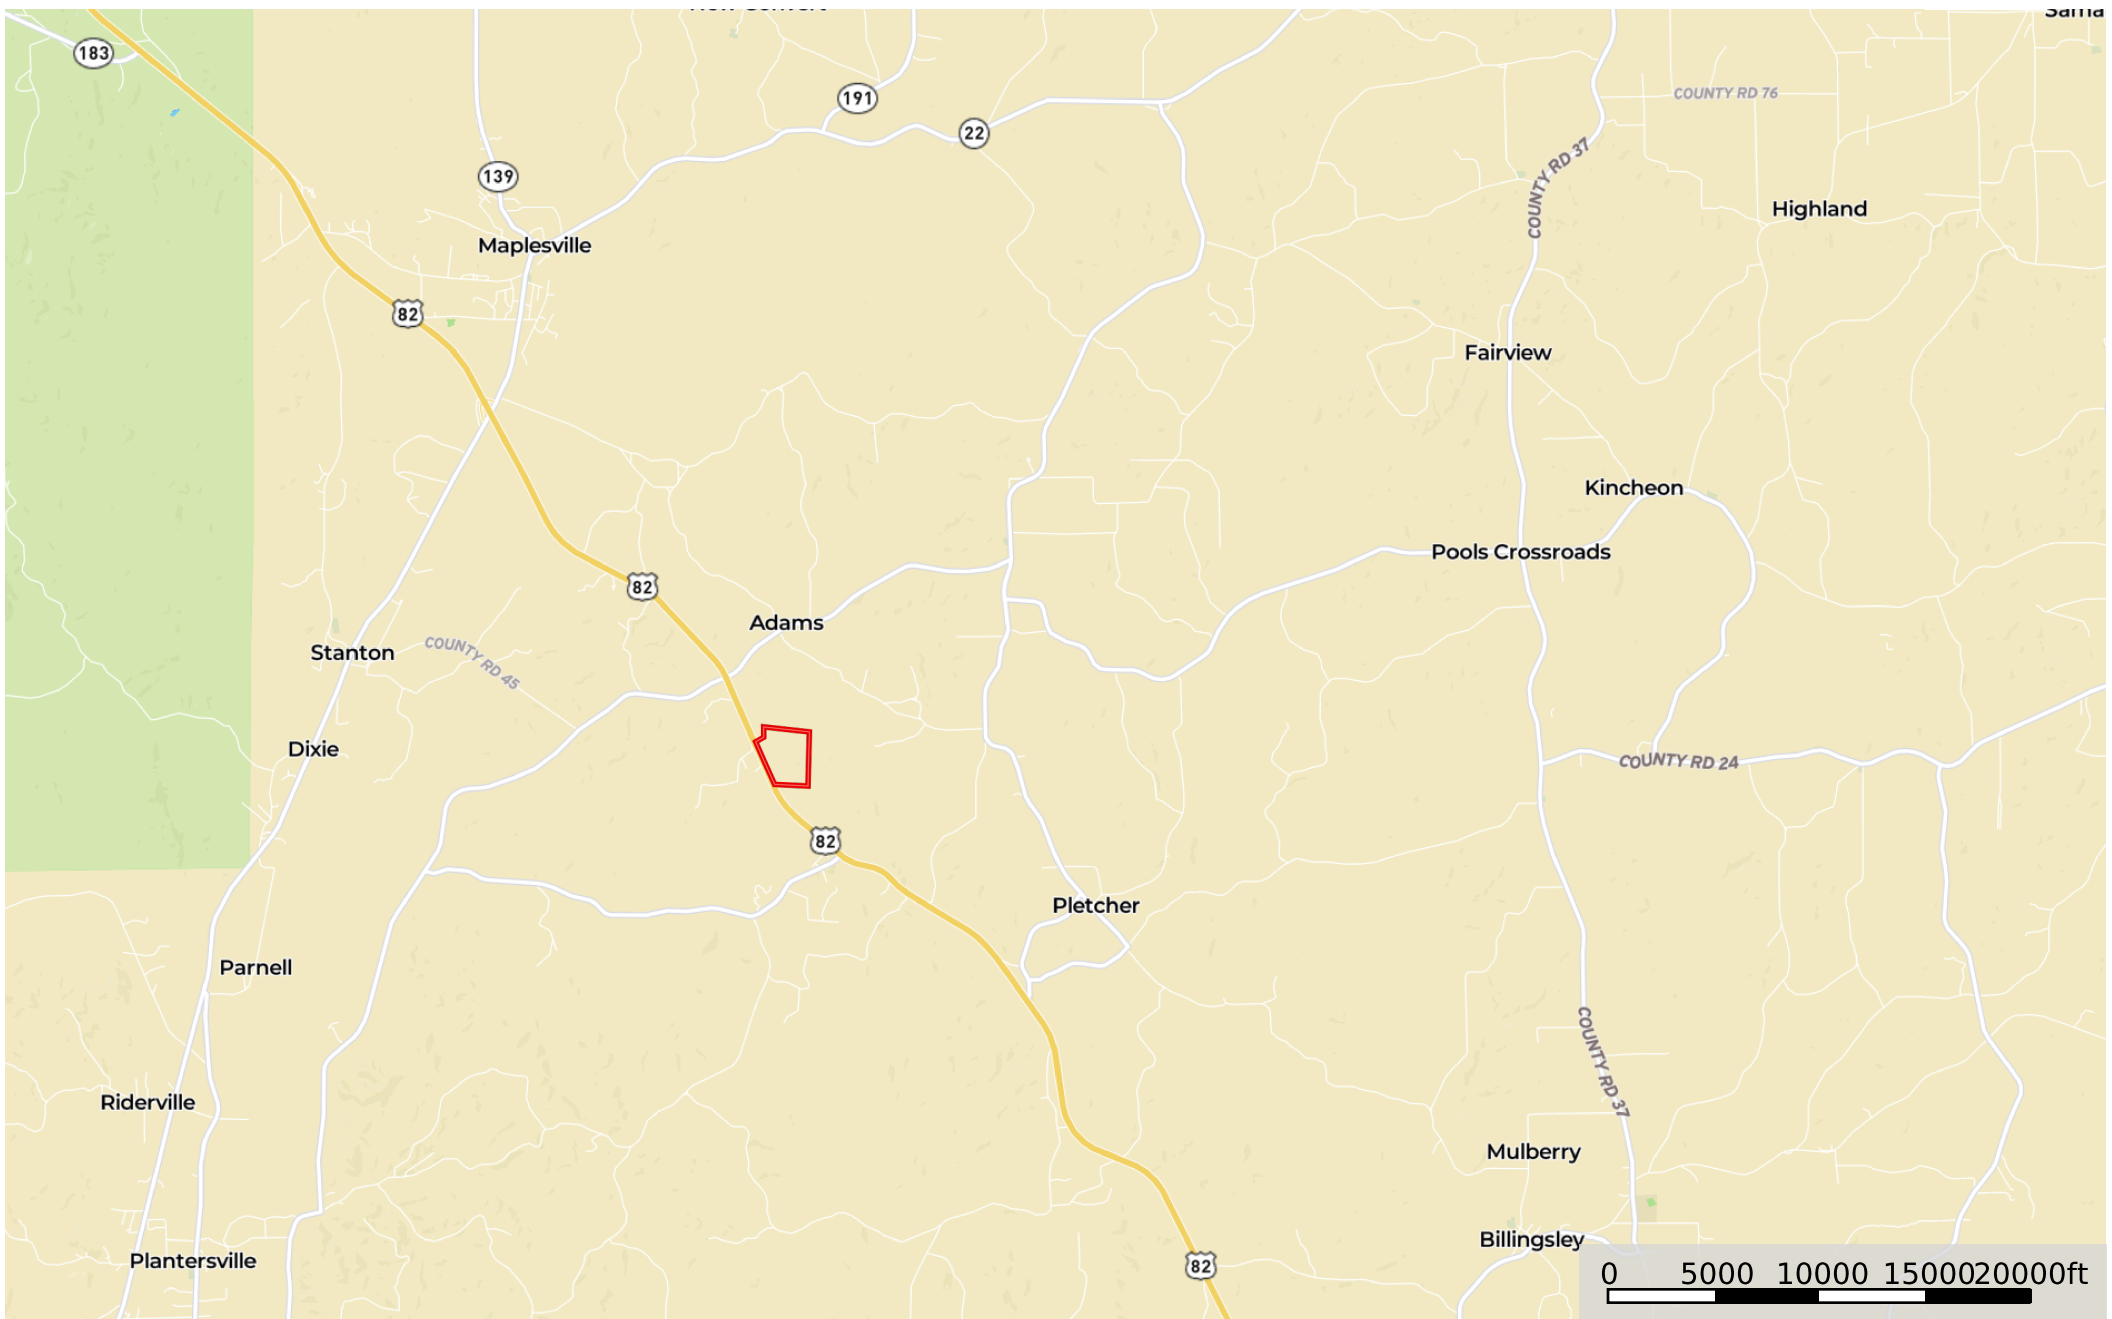 183
191
22
COUNTY RD 76
COUNTY RD 37
139
Highland
Maplesville
82
Fairview
Kincheon
Pools Crossroads
82
Adams
Stanton
COUNTY RD 45
Dixie
COUNTY RD 24
82
Pletcher
Parnell
COUNTY RD 37
Riderville
Mulberry
Billingsley
Plantersville
82
0 5000 10000 15000 20000ft